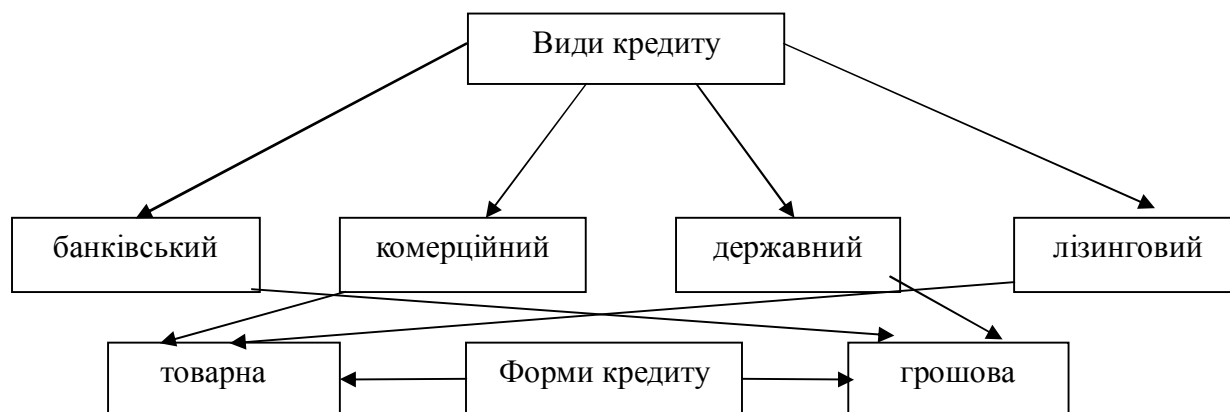 Види кредиту
банківський
комерційний
державний
лізинговий
товарна
Форми кредиту
грошова